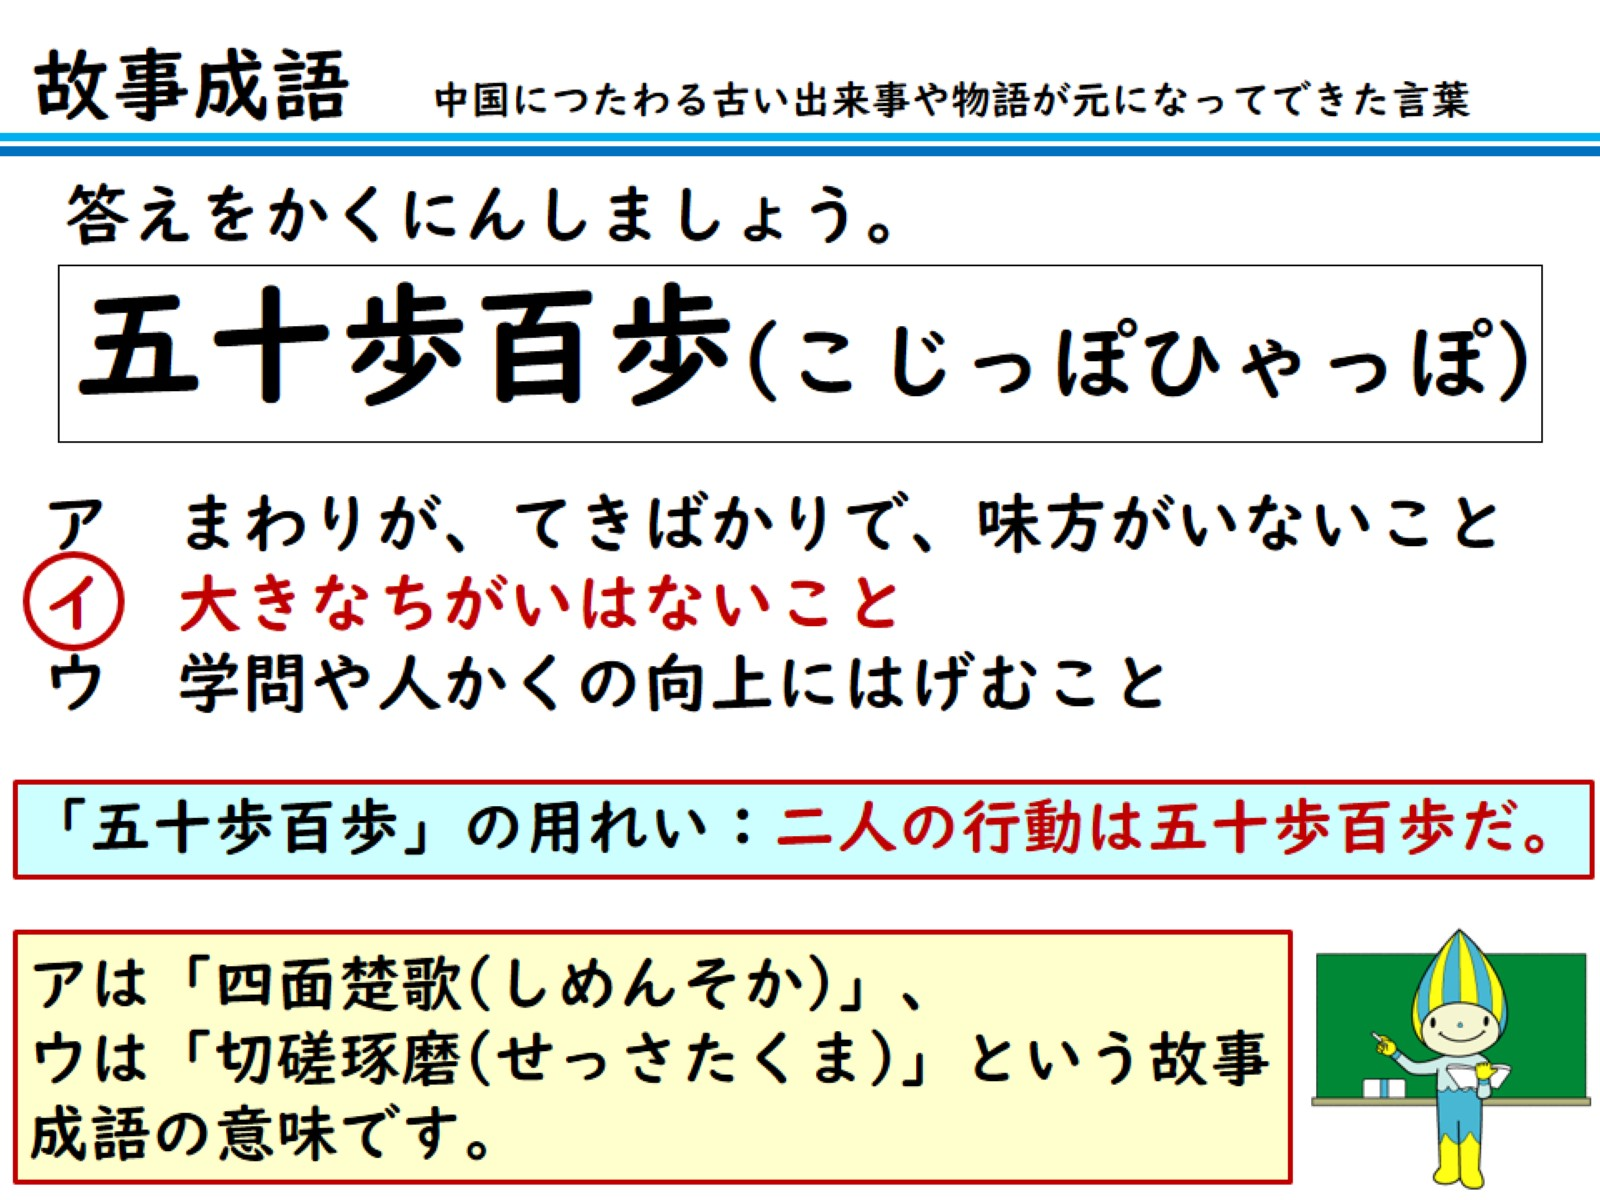 故事成語　中国につたわる古い出来事や物語が元になってできた言葉
答えをかくにんしましょう。
五十歩百歩(こじっぽひゃっぽ)
ア　まわりが、てきばかりで、味方がいないこと
イ　大きなちがいはないこと
ウ　学問や人かくの向上にはげむこと
「五十歩百歩」の用れい：二人の行動は五十歩百歩だ。
アは「四面楚歌(しめんそか)」、
ウは「切磋琢磨(せっさたくま)」という故事
成語の意味です。